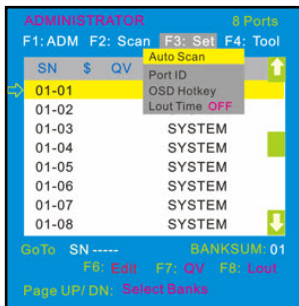 ADMINISTRATOR 8 Ports
F1: ADM F2: Scan F3: Set F4: Tool
Auto Scan
SN $ QV
Port ID
OSD Hotkey
Lout Time OFF
01-01
01-02
01-03 SYSTEM
01-04 SYSTEM
01-05 SYSTEM
01-06 SYSTEM
01-07 SYSTEM
01-08 SYSTEM
GoTo SN ----- BANKSUM: 01
F6: Edit F7: QV F8: Lout
Page UP/ DN: Select Banks